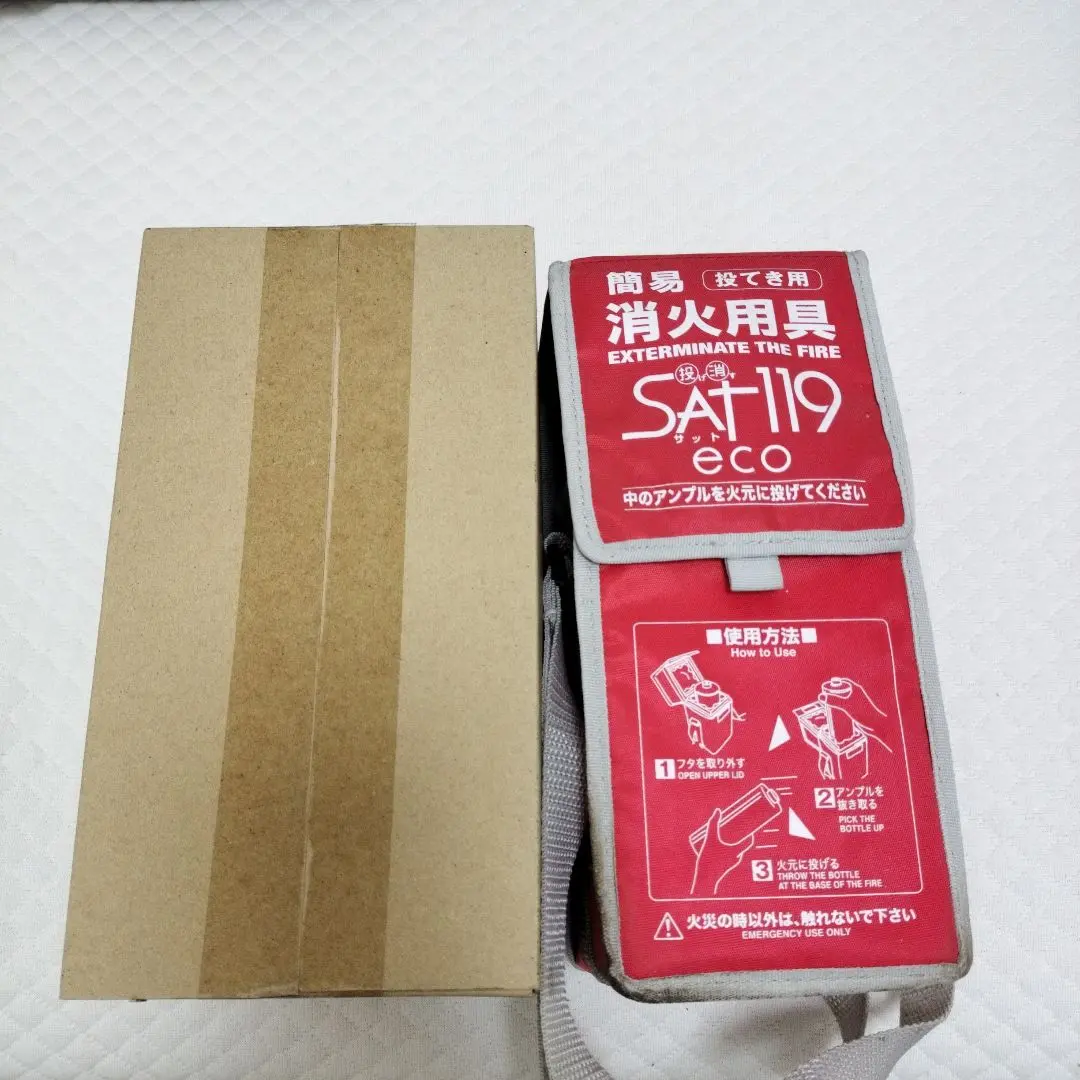 簡易 投てき用
消火用具
EXTERMINATE THE FIRE
投げ消す
SAT119
サット
eco
中のアンプルを火元に投げてください
■使用方法■
How to Use
1 フタを取り外す
OPEN UPPER LID
2 アンプルを
抜き取る
PICK THE
BOTTLE UP
3 火元に投げる
THROW THE BOTTLE
AT THE BASE OF THE FIRE
火災の時以外は、触れないで下さい
EMERGENCY USE ONLY